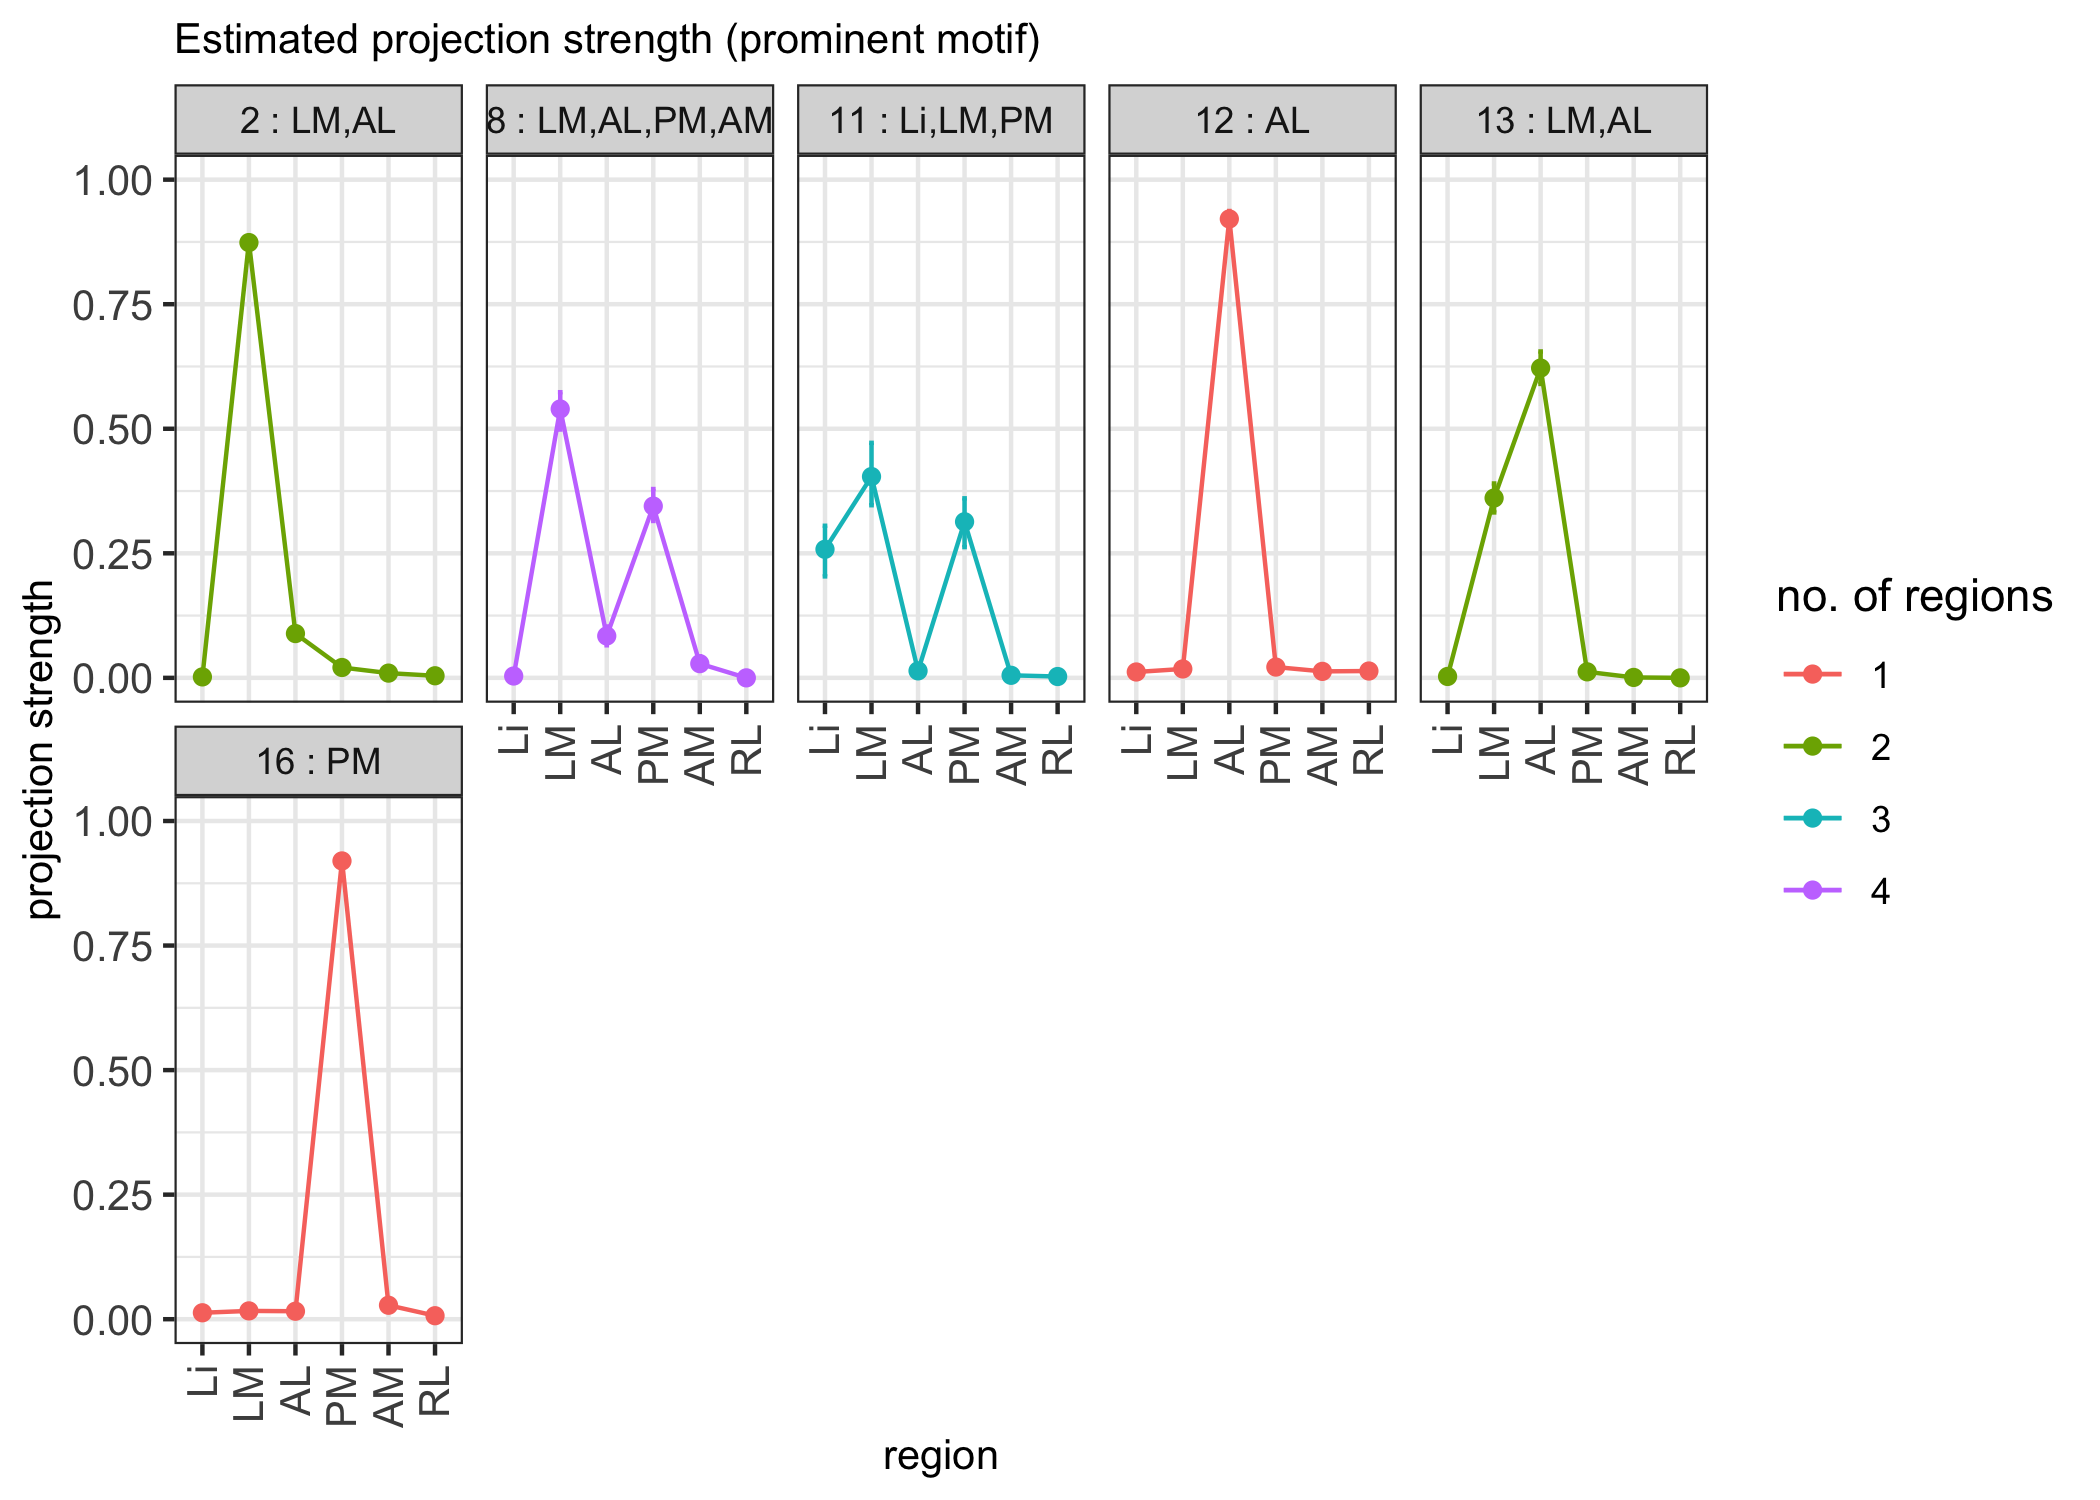 Estimated projection strength (prominent motif)
2 : LM,AL
8 : LM,AL,PM,AM
11 : Li,LM,PM
12 : AL
13 : LM,AL
1.00
0.75
0.50
0.25
0.00
Li LM AL PM AM RL
Li LM AL PM AM RL
Li LM AL PM AM RL
Li LM AL PM AM RL
16 : PM
1.00
0.75
0.50
0.25
0.00
Li LM AL PM AM RL
projection strength
region
no. of regions
1
2
3
4